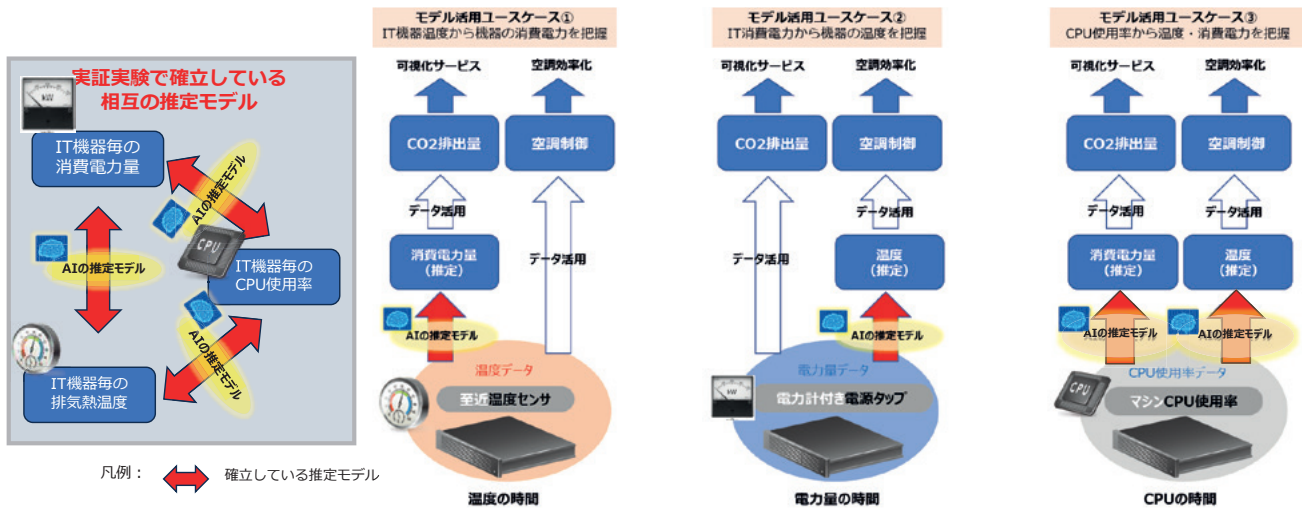 実証実験で確立している
相互の推定モデル
kW
IT機器毎の
消費電力量
AIの推定モデル
AIの推定モデル
CPU
IT機器毎の
CPU使用率
AIの推定モデル
IT機器毎の
排気熱温度
凡例：
確立している推定モデル
モデル活用ユースケース①
IT機器温度から機器の消費電力を把握
可視化サービス
空調効率化
CO2排出量
空調制御
データ活用
消費電力量
(推定)
データ活用
AIの推定モデル
温度データ
至近温度センサ
温度の時間
モデル活用ユースケース②
IT消費電力から機器の温度を把握
可視化サービス
空調効率化
CO2排出量
空調制御
データ活用
データ活用
温度
(推定)
AIの推定モデル
電力量データ
kW
電力計付き電源タップ
電力量の時間
モデル活用ユースケース③
CPU使用率から温度・消費電力を把握
可視化サービス
空調効率化
CO2排出量
空調制御
データ活用
データ活用
消費電力量
(推定)
温度
(推定)
AIの推定モデル
AIの推定モデル
CPU使用率データ
CPU
マシンCPU使用率
CPUの時間